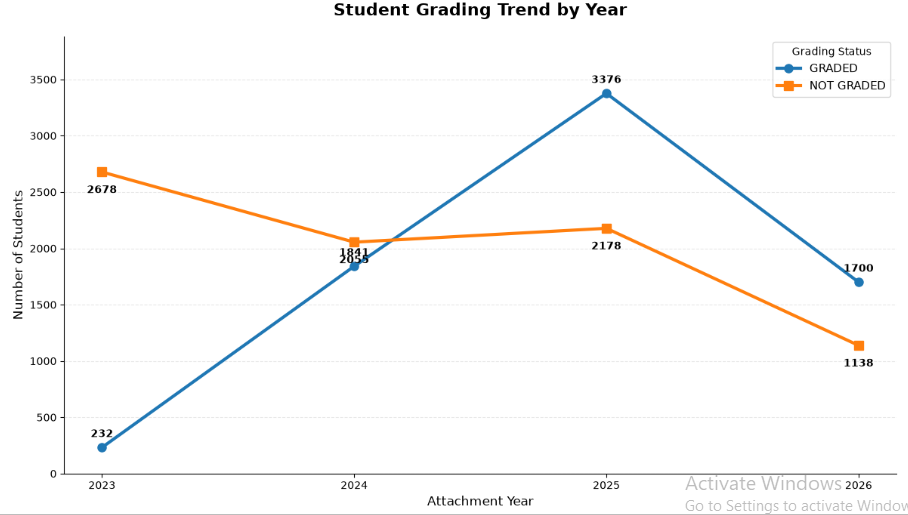 Student Grading Trend by Year
Grading Status
GRADED
NOT GRADED
3500
3000
2500
2000
1500
1000
500
0
Number of Students
3376
2678
1841
2055
2178
1700
1138
232
2023
2024
2025
2026
Attachment Year
Activate Windows
Go to Settings to activate Window